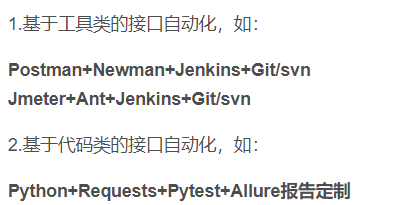 1.基于工具类的接口自动化，如：
Postman+Newman+Jenkins+Git/svn
Jmeter+Ant+Jenkins+Git/svn
2.基于代码类的接口自动化，如：
Python+Requests+Pytest+Allure报告定制